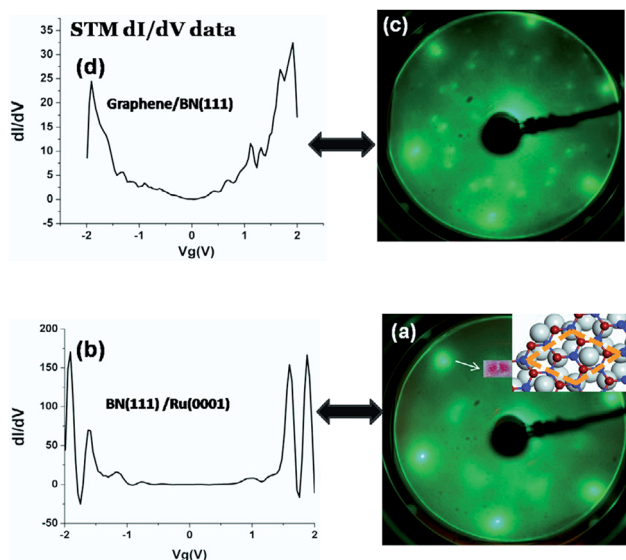 STM dI/dV data
(d)
Graphene/BN(111)
dI/dV
35
30
25
20
15
10
5
0
-2
-1
0
1
2
Vg(V)
(c)
(b)
BN(111) /Ru(0001)
dI/dV
200
150
100
50
0
-50
-2
-1
0
1
2
Vg(V)
(a)